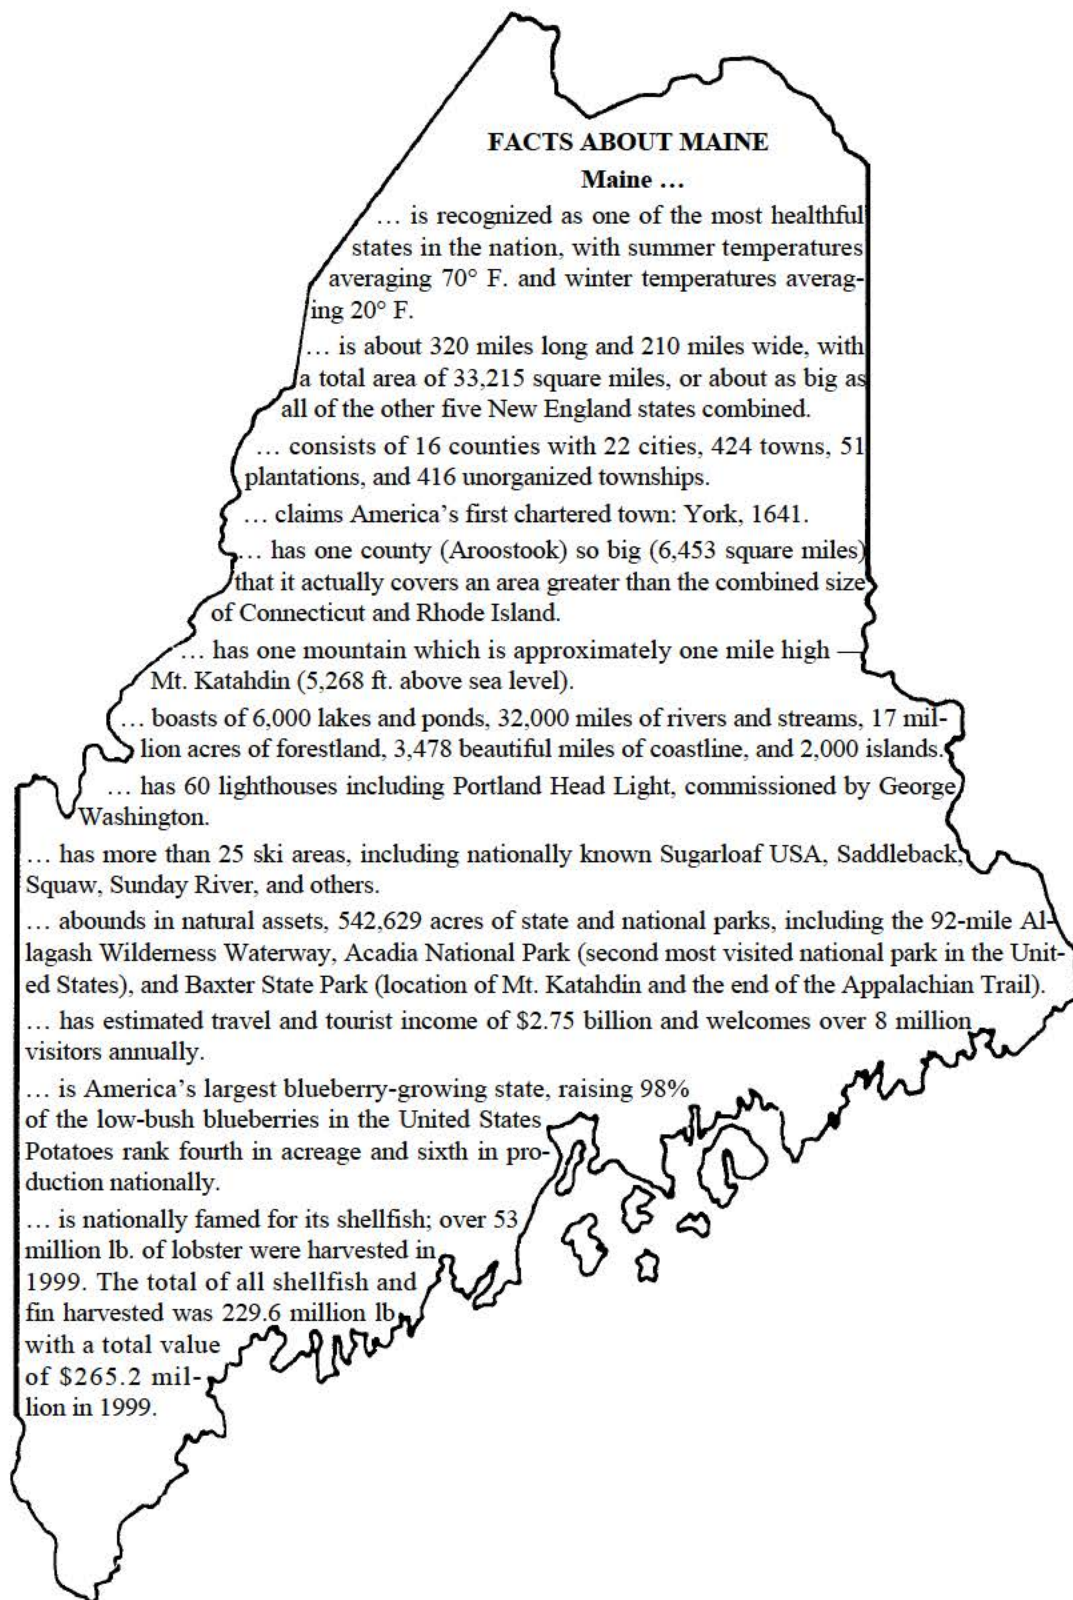 FACTS ABOUT MAINE
Maine …
… is recognized as one of the most healthful
states in the nation, with summer temperatures
averaging 70° F. and winter temperatures averag-
ing 20° F.
… is about 320 miles long and 210 miles wide, with
a total area of 33,215 square miles, or about as big as
all of the other five New England states combined.
… consists of 16 counties with 22 cities, 424 towns, 51
plantations, and 416 unorganized townships.
… claims America’s first chartered town: York, 1641.
… has one county (Aroostook) so big (6,453 square miles)
that it actually covers an area greater than the combined size
of Connecticut and Rhode Island.
… has one mountain which is approximately one mile high —
Mt. Katahdin (5,268 ft. above sea level).
… boasts of 6,000 lakes and ponds, 32,000 miles of rivers and streams, 17 mil-
lion acres of forestland, 3,478 beautiful miles of coastline, and 2,000 islands.
… has 60 lighthouses including Portland Head Light, commissioned by George
Washington.
… has more than 25 ski areas, including nationally known Sugarloaf USA, Saddleback,
Squaw, Sunday River, and others.
… abounds in natural assets, 542,629 acres of state and national parks, including the 92-mile Al-
lagash Wilderness Waterway, Acadia National Park (second most visited national park in the Unit-
ed States), and Baxter State Park (location of Mt. Katahdin and the end of the Appalachian Trail).
… has estimated travel and tourist income of $2.75 billion and welcomes over 8 million
visitors annually.
… is America’s largest blueberry-growing state, raising 98%
of the low-bush blueberries in the United States
Potatoes rank fourth in acreage and sixth in pro-
duction nationally.
… is nationally famed for its shellfish; over 53
million lb. of lobster were harvested in
1999. The total of all shellfish and
fin harvested was 229.6 million lb
with a total value
of $265.2 mil-
lion in 1999.